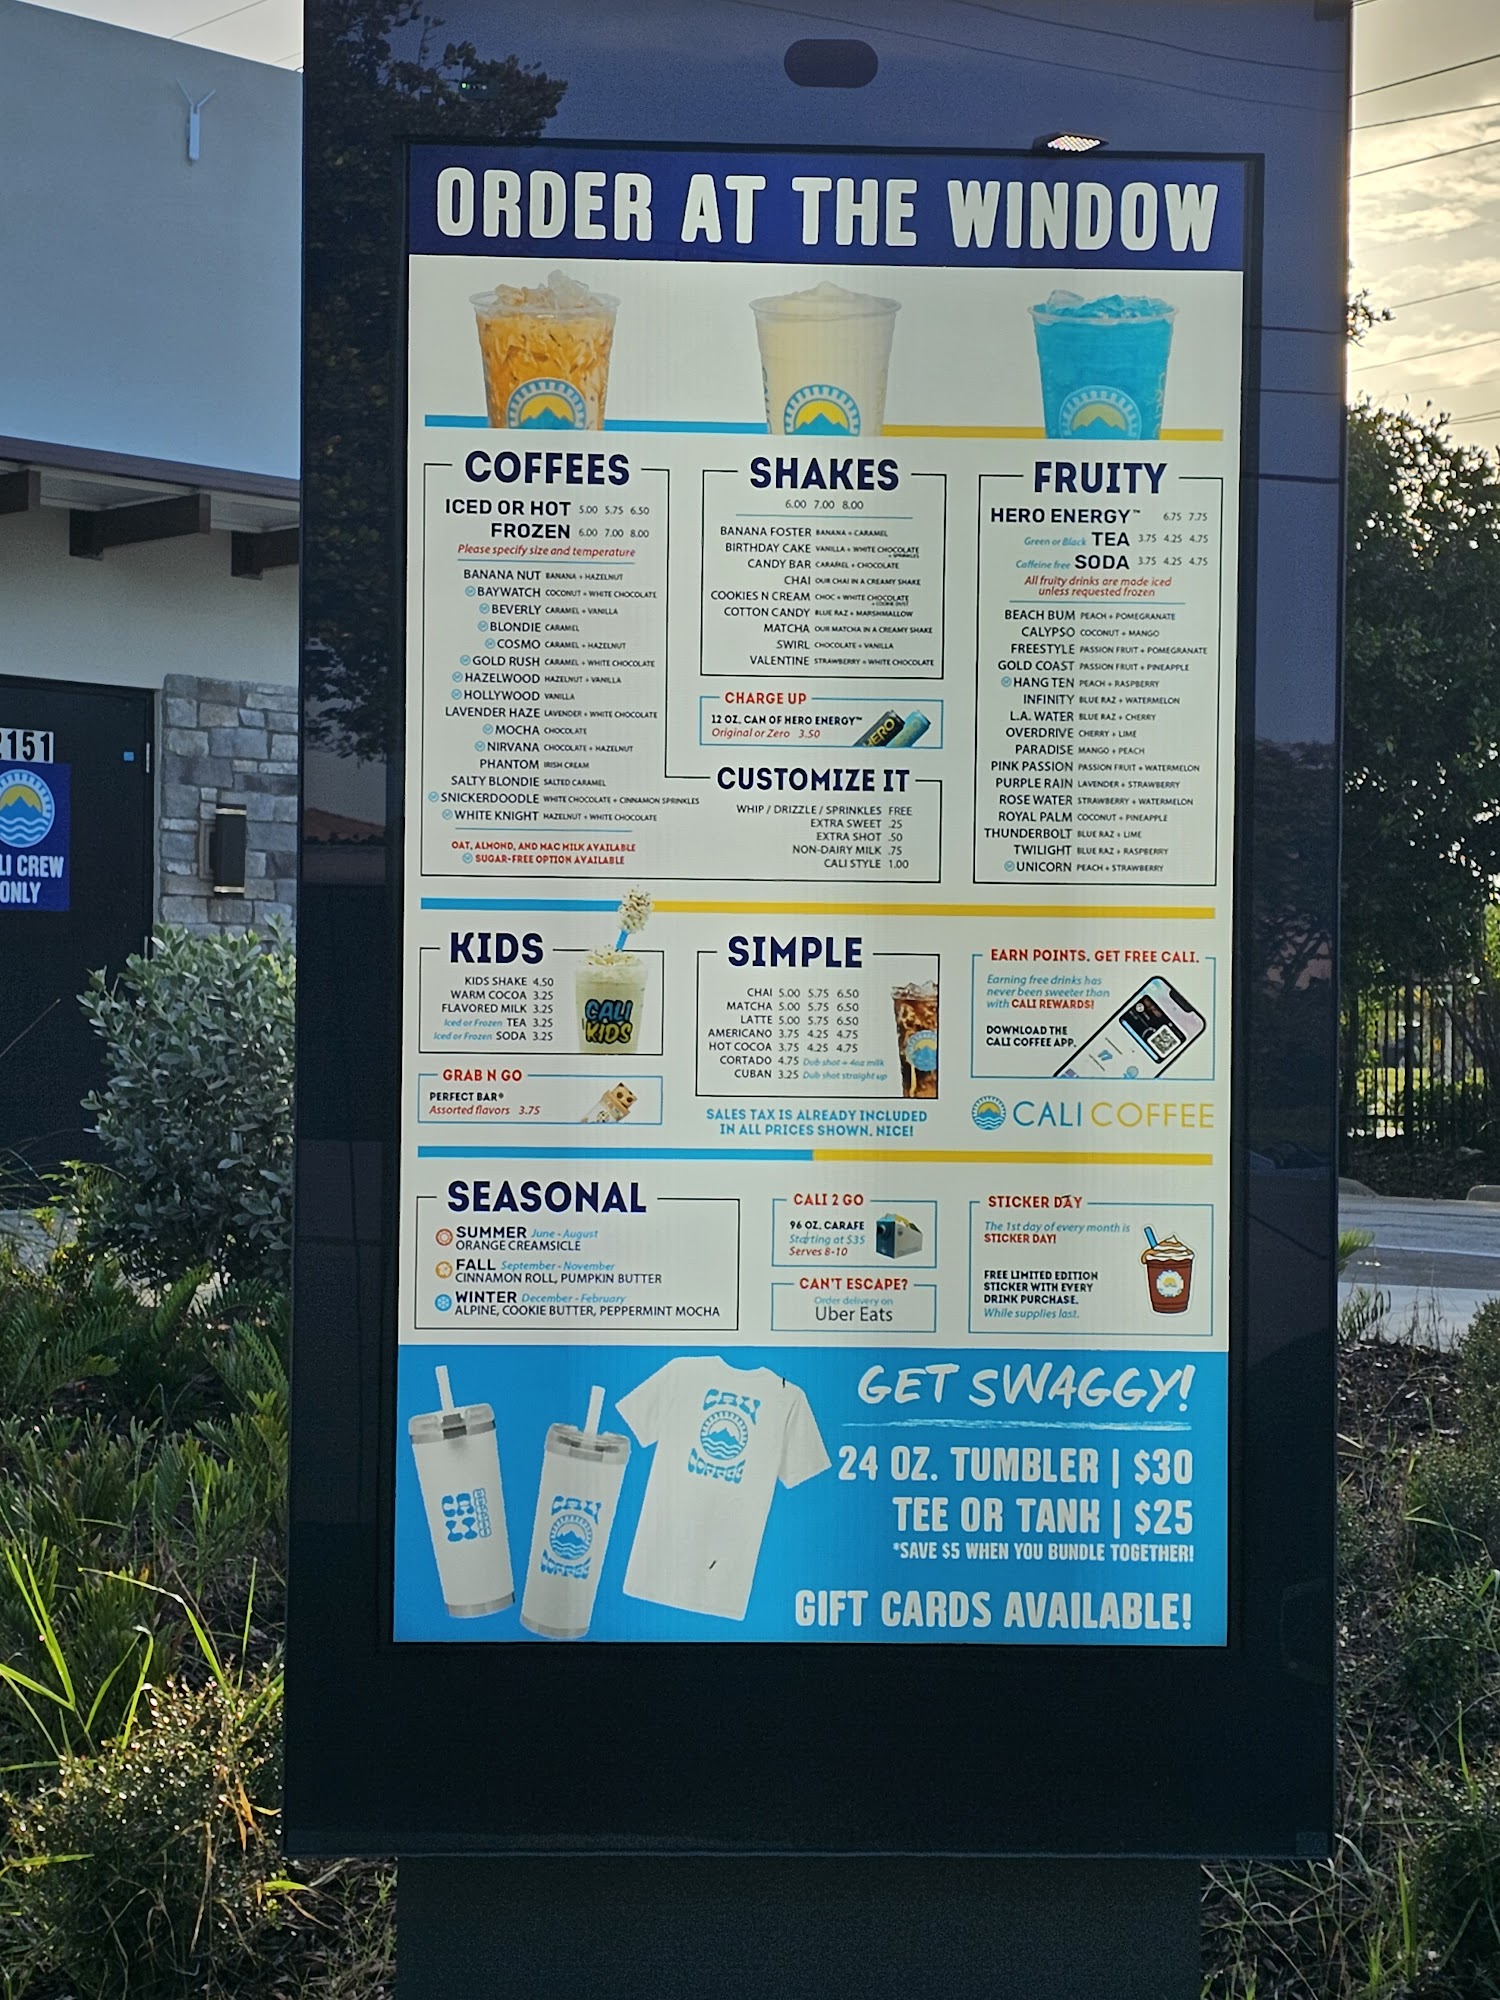 ORDER AT THE WINDOW
COFFEES
ICED OR HOT 5.00 5.75 6.50
FROZEN 6.00 7.00 8.00
Please specify size and temperature
BANANA NUT BANANA + HAZELNUT
BAYWATCH COCONUT + WHITE CHOCOLATE
BEVERLY CARAMEL + VANILLA
BLONDIE CARAMEL
COSMO CARAMEL + HAZELNUT
GOLD RUSH CARAMEL + WHITE CHOCOLATE
HAZELWOOD HAZELNUT + VANILLA
HOLLYWOOD VANILLA
LAVENDER HAZE LAVENDER + WHITE CHOCOLATE
MOCHA CHOCOLATE
NIRVANA CHOCOLATE + HAZELNUT
PHANTOM IRISH CREAM
SALTY BLONDIE SALTED CARAMEL
SNICKERDOODLE WHITE CHOCOLATE + CINNAMON SPRINKLES
WHITE KNIGHT HAZELNUT + WHITE CHOCOLATE
OAT, ALMOND, AND MAC MILK AVAILABLE
SUGAR-FREE OPTION AVAILABLE
SHAKES
6.00 7.00 8.00
BANANA FOSTER BANANA + CARAMEL
BIRTHDAY CAKE VANILLA + WHITE CHOCOLATE
+ SPRINKLES
CANDY BAR CARAMEL + CHOCOLATE
CHAI OUR CHAI IN A CREAMY SHAKE
COOKIES N CREAM CHOC + WHITE CHOCOLATE
+ COOKIE DUST
COTTON CANDY BLUE RAZ + MARSHMALLOW
MATCHA OUR MATCHA IN A CREAMY SHAKE
SWIRL CHOCOLATE + VANILLA
VALENTINE STRAWBERRY + WHITE CHOCOLATE
CHARGE UP
12 OZ. CAN OF HERO ENERGY™
Original or Zero 3.50
HERO
CUSTOMIZE IT
WHIP / DRIZZLE / SPRINKLES FREE
EXTRA SWEET .25
EXTRA SHOT .50
NON-DAIRY MILK .75
CALI STYLE 1.00
FRUITY
HERO ENERGY™ 6.75 7.75
Green or Black TEA 3.75 4.25 4.75
Caffeine free SODA 3.75 4.25 4.75
All fruity drinks are made iced
unless requested frozen
BEACH BUM PEACH + POMEGRANATE
CALYPSO COCONUT + MANGO
FREESTYLE PASSION FRUIT + POMEGRANATE
GOLD COAST PASSION FRUIT + PINEAPPLE
HANG TEN PEACH + RASPBERRY
INFINITY BLUE RAZ + WATERMELON
L.A. WATER BLUE RAZ + CHERRY
OVERDRIVE CHERRY + LIME
PARADISE MANGO + PEACH
PINK PASSION PASSION FRUIT + WATERMELON
PURPLE RAIN LAVENDER + STRAWBERRY
ROSE WATER STRAWBERRY + WATERMELON
ROYAL PALM COCONUT + PINEAPPLE
THUNDERBOLT BLUE RAZ + LIME
TWILIGHT BLUE RAZ + RASPBERRY
UNICORN PEACH + STRAWBERRY
2151
LI CREW
ONLY
KIDS
KIDS SHAKE 4.50
WARM COCOA 3.25
FLAVORED MILK 3.25
Iced or Frozen TEA 3.25
Iced or Frozen SODA 3.25
CALI
KIDS
GRAB N GO
PERFECT BAR®
Assorted flavors 3.75
SIMPLE
CHAI 5.00 5.75 6.50
MATCHA 5.00 5.75 6.50
LATTE 5.00 5.75 6.50
AMERICANO 3.75 4.25 4.75
HOT COCOA 3.75 4.25 4.75
CORTADO 4.75 Dub shot + 4oz milk
CUBAN 3.25 Dub shot straight up
SALES TAX IS ALREADY INCLUDED
IN ALL PRICES SHOWN. NICE!
EARN POINTS. GET FREE CALI.
Earning free drinks has
never been sweeter than
with CALI REWARDS!
DOWNLOAD THE
CALI COFFEE APP.
CALI COFFEE
SEASONAL
SUMMER June - August
ORANGE CREAMSICLE
FALL September - November
CINNAMON ROLL, PUMPKIN BUTTER
WINTER December - February
ALPINE, COOKIE BUTTER, PEPPERMINT MOCHA
CALI 2 GO
96 OZ. CARAFE
Starting at $35
Serves 8-10
CAN'T ESCAPE?
Order delivery on
Uber Eats
STICKER DAY
The 1st day of every month is
STICKER DAY!
FREE LIMITED EDITION
STICKER WITH EVERY
DRINK PURCHASE.
While supplies last.
GET SWAGGY!
24 OZ. TUMBLER | $30
TEE OR TANK | $25
*SAVE $5 WHEN YOU BUNDLE TOGETHER!
GIFT CARDS AVAILABLE!
CALI
COFFEE
CALI
COFFEE
CALI
COFFEE